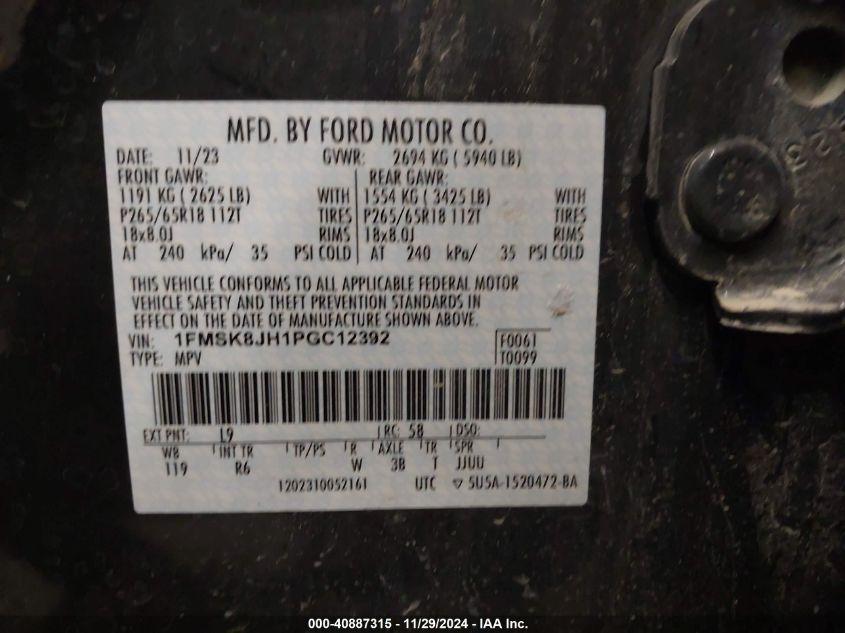 MFD. BY FORD MOTOR CO.
DATE: 11/23 GVWR: 2694 KG ( 5940 LB)
FRONT GAWR: REAR GAWR:
1191 KG ( 2625 LB) WITH 1554 KG ( 3425 LB) WITH
P265/65R18 112T TIRES P265/65R18 112T TIRES
18x8.0J RIMS 18x8.0J RIMS
AT 240 kPa/ 35 PSI COLD AT 240 kPa/ 35 PSI COLD
THIS VEHICLE CONFORMS TO ALL APPLICABLE FEDERAL MOTOR
VEHICLE SAFETY AND THEFT PREVENTION STANDARDS IN
EFFECT ON THE DATE OF MANUFACTURE SHOWN ABOVE.
VIN: 1FMSK8JH1PGC12392 F0061
TYPE: MPV T0099
EXT PNT: L9 RC: 58 DSO:
WB INT TR TP/PS R AXLE TR SPR
119 R6 W 3B T JJUU
1202310052161 UTC ▽ 5U5A-1520472-BA
000-40887315 - 11/29/2024 - IAA Inc.